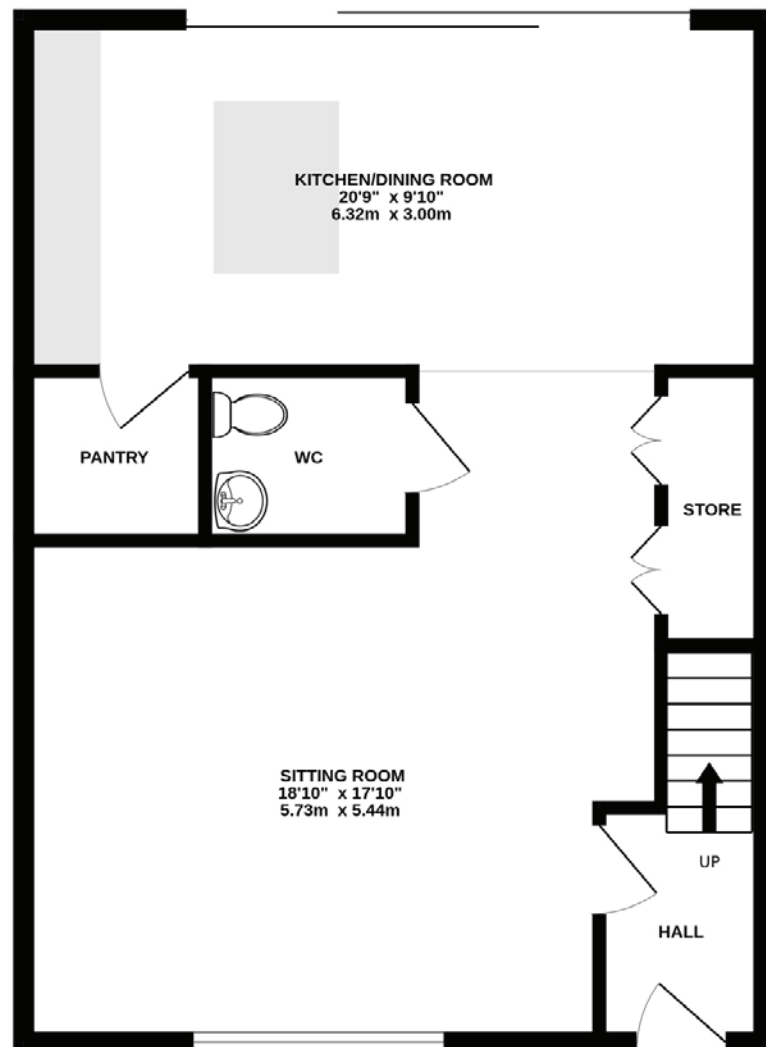 KITCHEN/DINING ROOM
20'9" x 9'10"
6.32m x 3.00m
PANTRY
WC
STORE
SITTING ROOM
18'10" x 17'10"
5.73m x 5.44m
UP
HALL